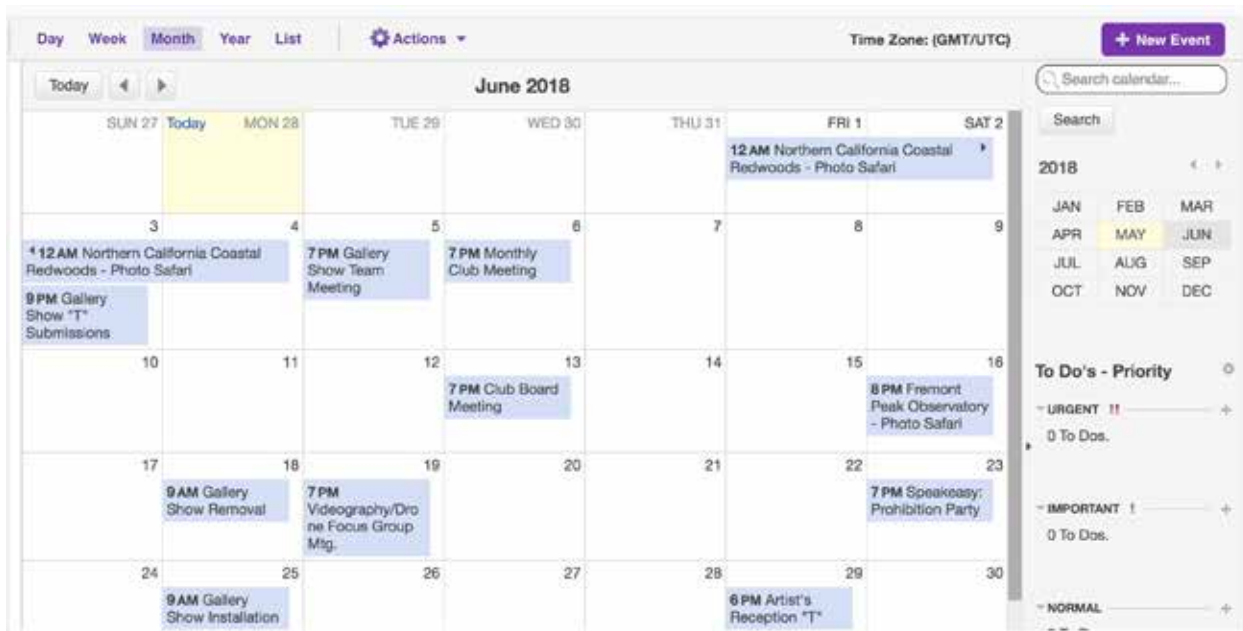 Day Week Month Year List Actions Time Zone: (GMT/UTC) + New Event
Today June 2018 Search calendar...
Search
SUN 27 Today MON 28 TUE 29 WED 30 THU 31 FRI 1 SAT 2
12 AM Northern California Coastal
Redwoods - Photo Safari
2018
JAN FEB MAR
APR MAY JUN
JUL AUG SEP
OCT NOV DEC
3 4 5 6 7 8 9
12 AM Northern California Coastal
Redwoods - Photo Safari
9 PM Gallery
Show "T"
Submissions
7 PM Gallery
Show Team
Meeting
7 PM Monthly
Club Meeting
10 11 12 13 14 15 16
7 PM Club Board
Meeting
8 PM Fremont
Peak Observatory
- Photo Safari
To Do's - Priority
URGENT !! +
0 To Dos.
17 18 19 20 21 22 23
9 AM Gallery
Show Removal
7 PM
Videography/Dro
ne Focus Group
Mtg.
7 PM Speakeasy:
Prohibition Party
IMPORTANT ! +
0 To Dos.
24 25 26 27 28 29 30
9 AM Gallery
Show Installation
6 PM Artist's
Reception "T"
NORMAL +